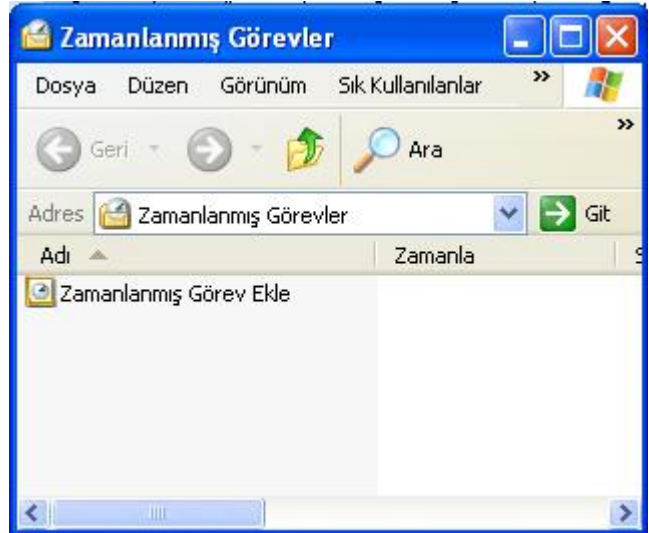 Zamanlanmış Görevler
Dosya Düzen Görünüm Sık Kullanılanlar »
Geri Ara »
Adres Zamanlanmış Görevler Git
Adı Zamanla
Zamanlanmış Görev Ekle